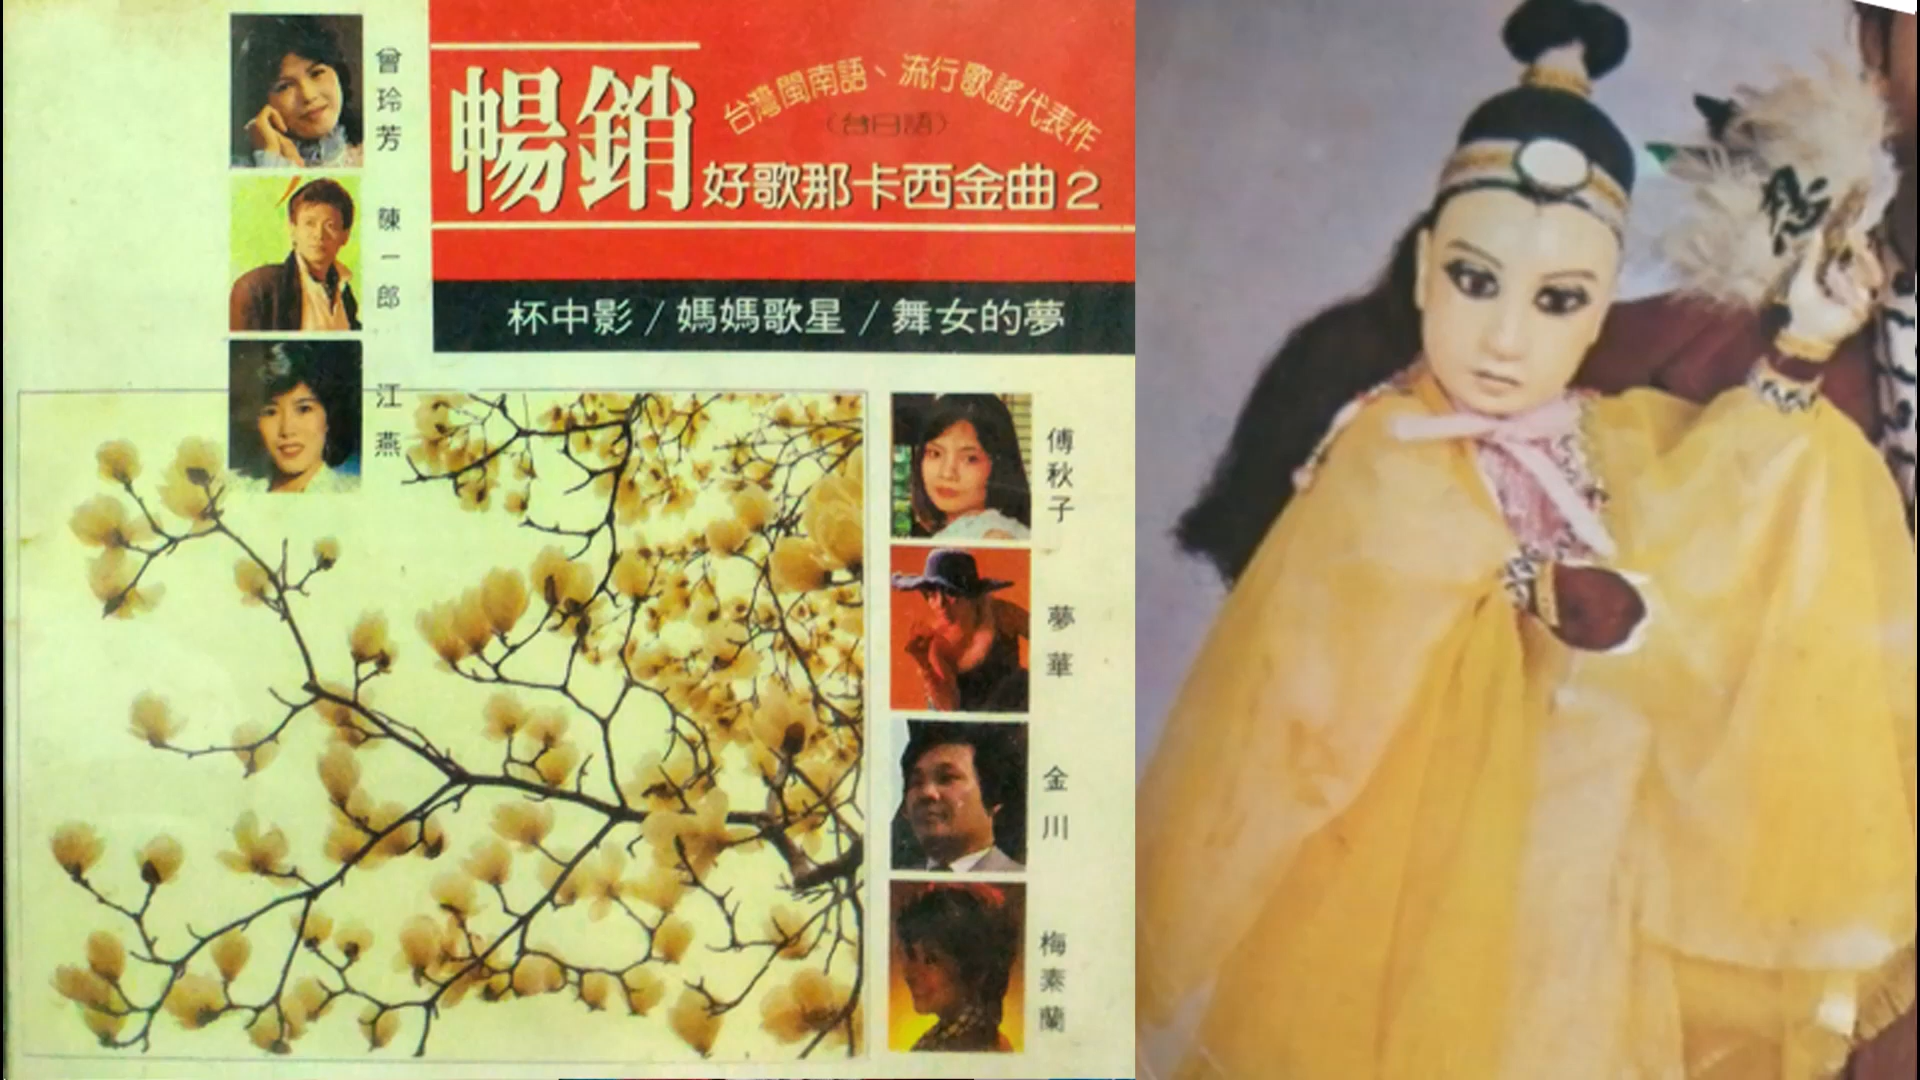 曾玲芳
陳一郎
江燕
暢銷
台灣閩南語、流行歌謠代表作
（台日語）
好歌那卡西金曲2
杯中影/媽媽歌星/舞女的夢
傅秋子
夢華
金川
梅素蘭